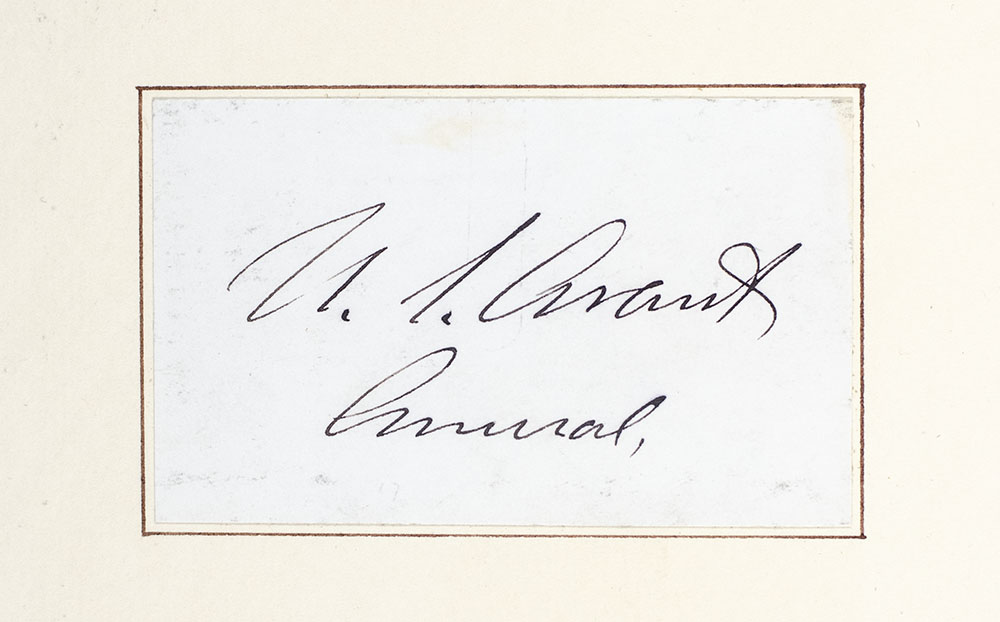 U. S. Grant
General,